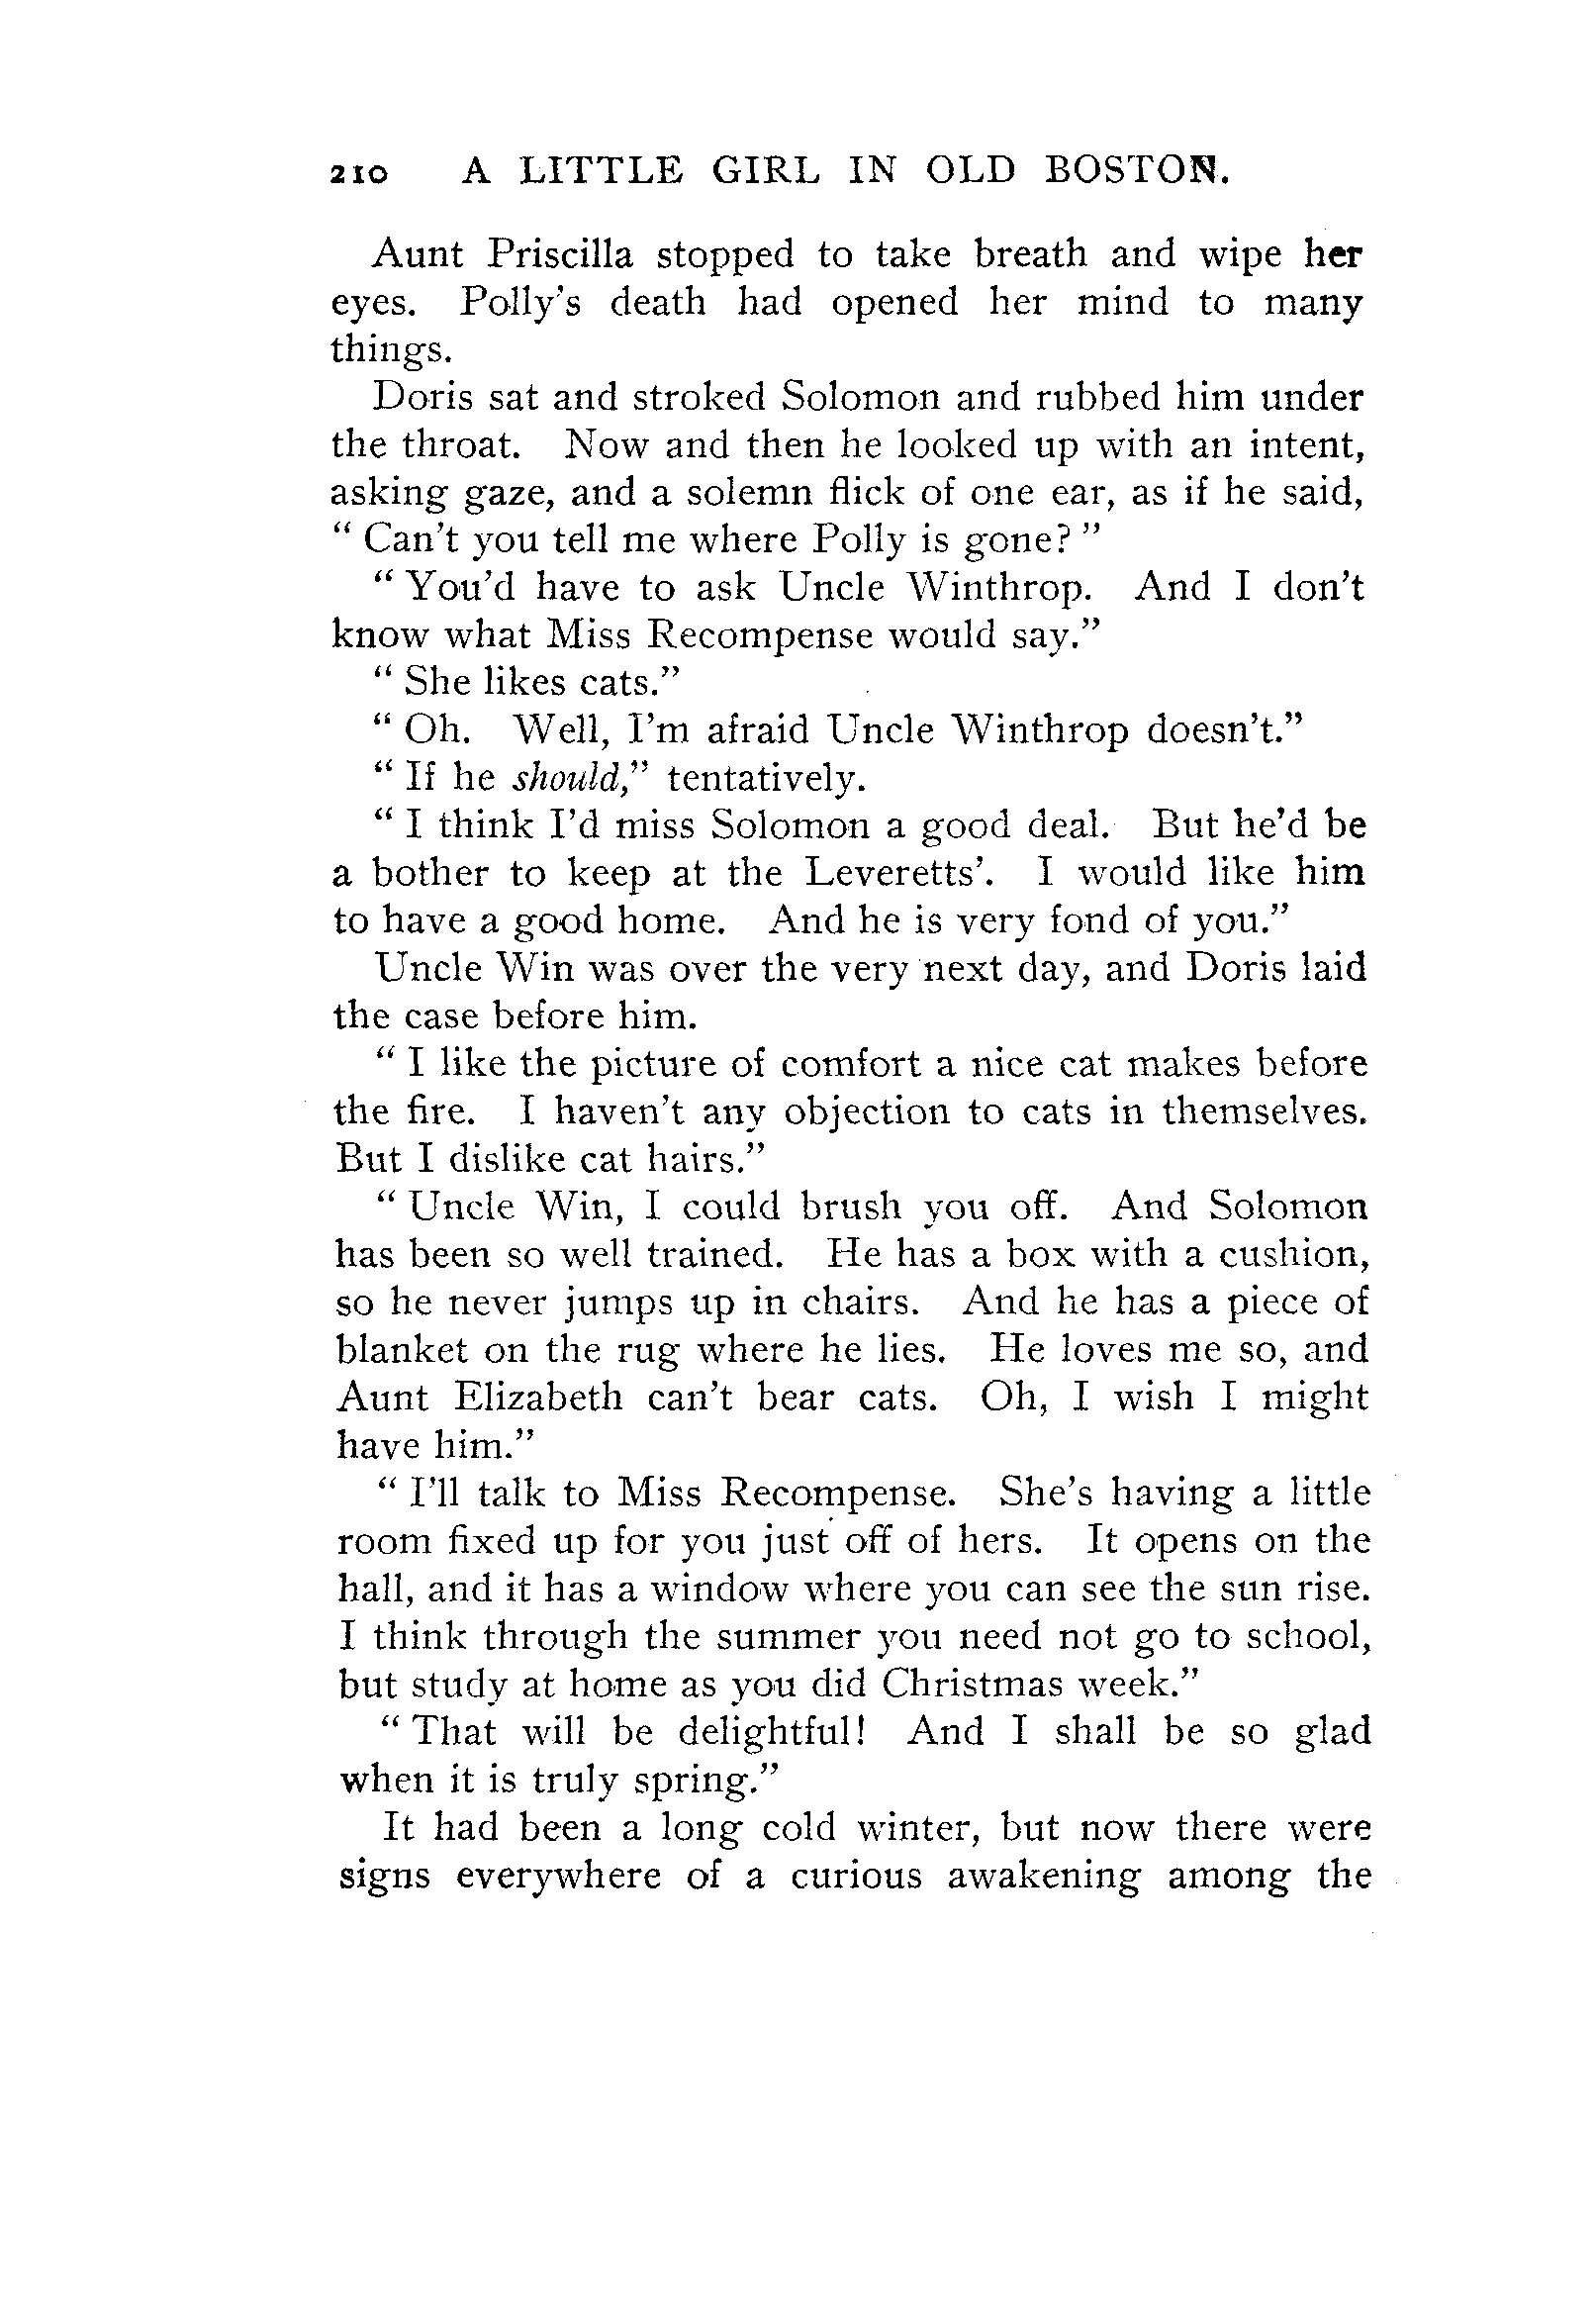 210 A LITTLE GIRL IN OLD BOSTON.
Aunt Priscilla stopped to take breath and wipe her
eyes. Polly's death had opened her mind to many
things.
Doris sat and stroked Solomon and rubbed him under
the throat. Now and then he looked up with an intent,
asking gaze, and a solemn flick of one ear, as if he said,
“ Can't you tell me where Polly is gone? ”
“ You'd have to ask Uncle Winthrop. And I don't
know what Miss Recompense would say.”
“ She likes cats.”
“ Oh. Well, I'm afraid Uncle Winthrop doesn't.”
“ If he should,” tentatively.
“ I think I'd miss Solomon a good deal. But he'd be
a bother to keep at the Leveretts'. I would like him
to have a good home. And he is very fond of you.”
Uncle Win was over the very next day, and Doris laid
the case before him.
“ I like the picture of comfort a nice cat makes before
the fire. I haven't any objection to cats in themselves.
But I dislike cat hairs.”
“ Uncle Win, I could brush you off. And Solomon
has been so well trained. He has a box with a cushion,
so he never jumps up in chairs. And he has a piece of
blanket on the rug where he lies. He loves me so, and
Aunt Elizabeth can't bear cats. Oh, I wish I might
have him.”
“ I'll talk to Miss Recompense. She's having a little
room fixed up for you just off of hers. It opens on the
hall, and it has a window where you can see the sun rise.
I think through the summer you need not go to school,
but study at home as you did Christmas week.”
“ That will be delightful! And I shall be so glad
when it is truly spring.”
It had been a long cold winter, but now there were
signs everywhere of a curious awakening among the